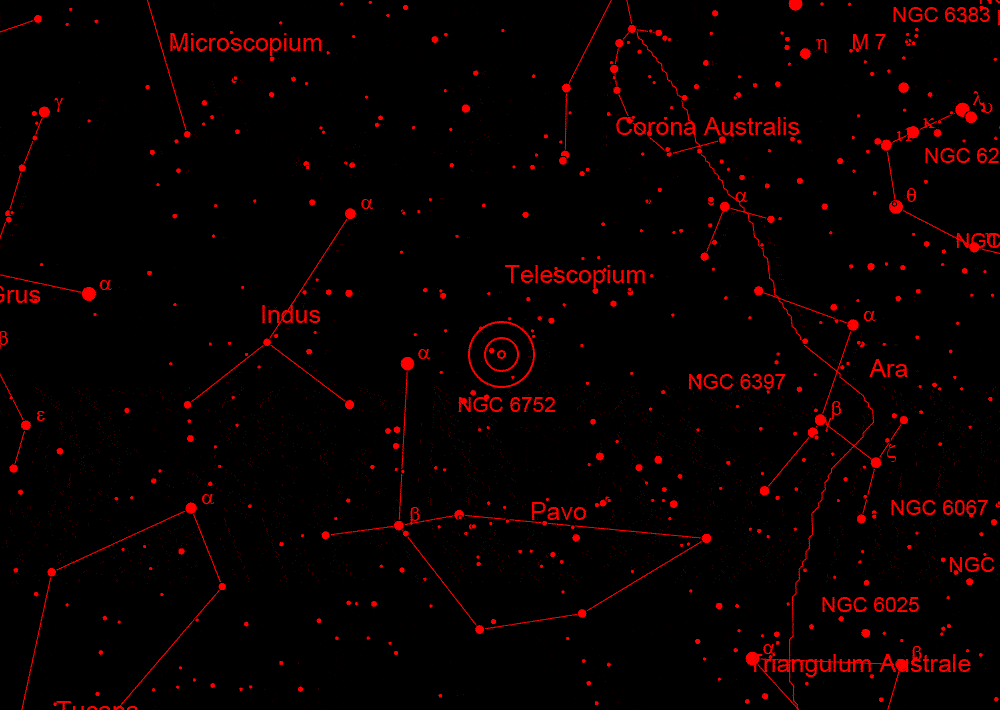 NGC 6383
η
M 7
Microscopium
γ
λ
υ
κ
ι
Corona Australis
NGC 62
α
θ
α
NGC
η
Telescopium
α
Grus
Indus
α
β
α
Ara
NGC 6397
NGC 6752
β
γ
ε
ζ
α
Pavo
β
NGC 6067
NGC
NGC 6025
α
β
Triangulum Australe
Tucana